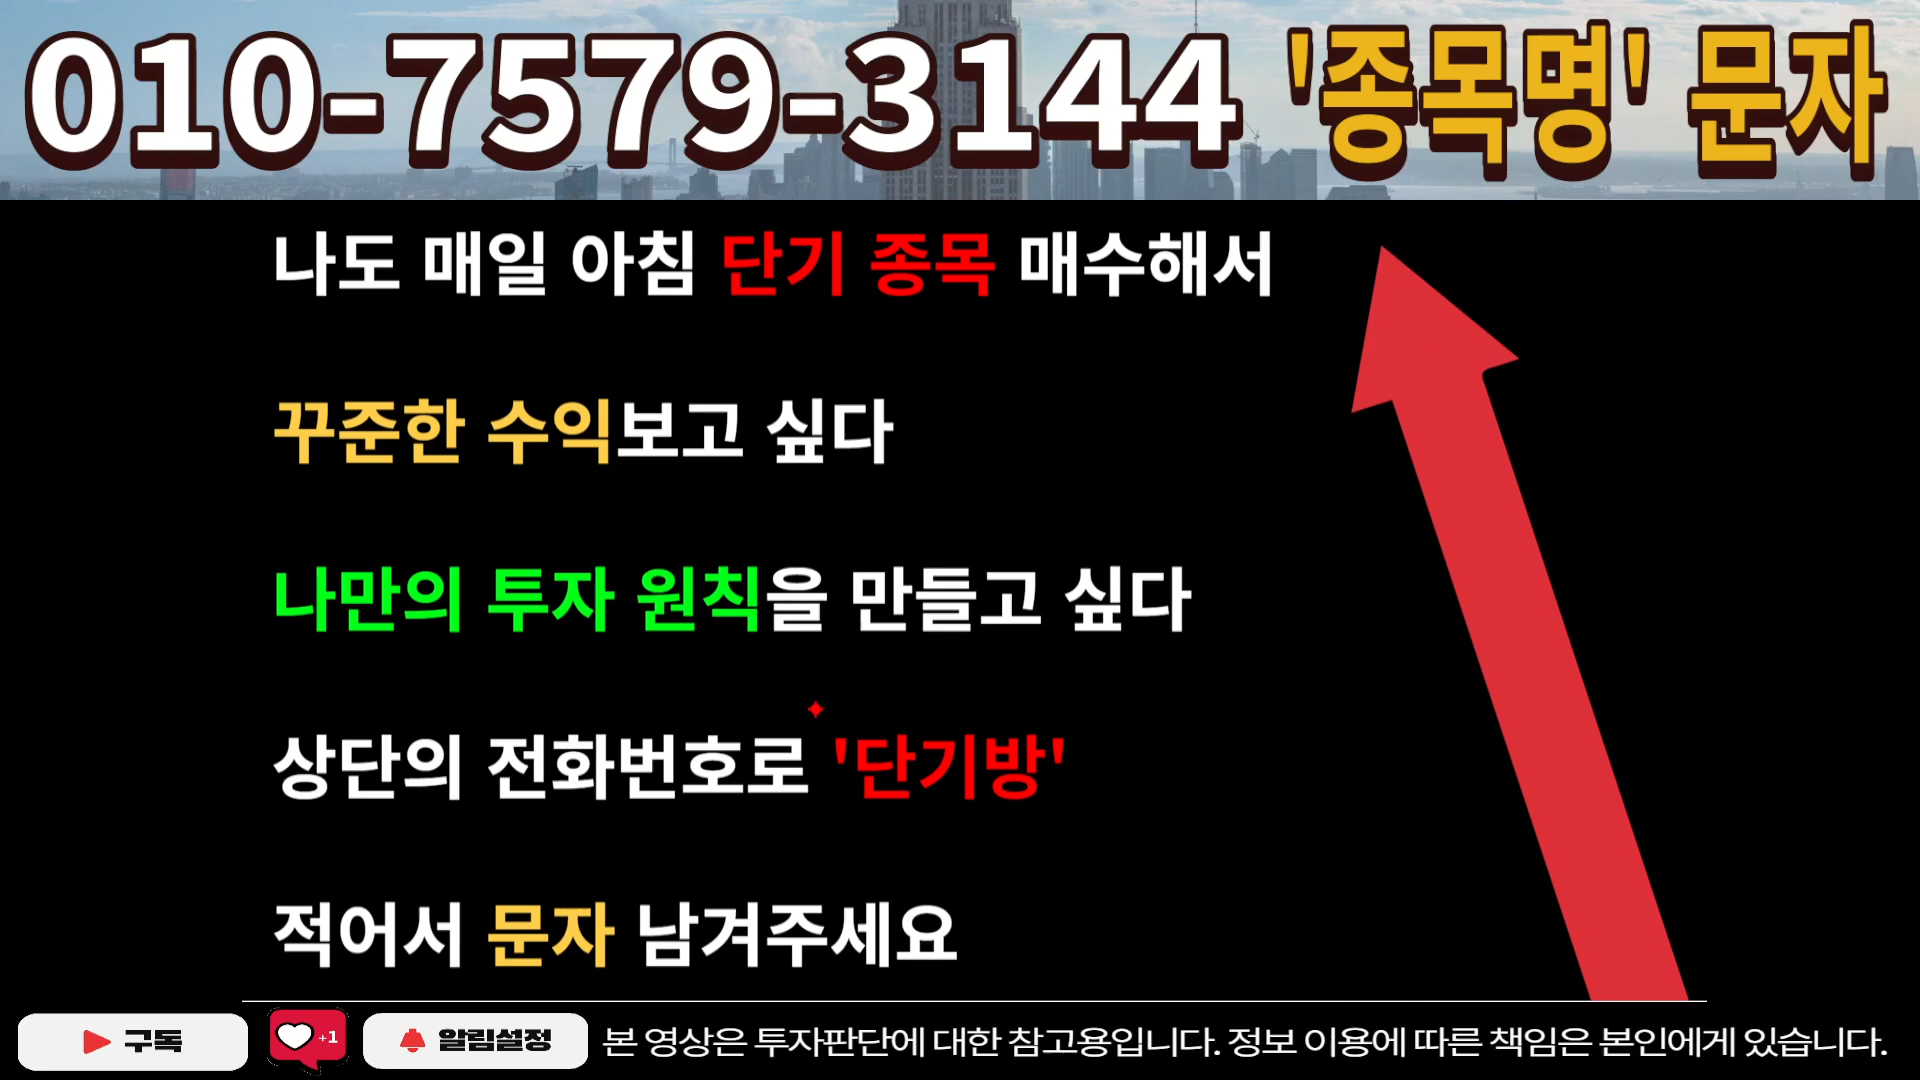 010-7579-3144 '종목명' 문자
나도 매일 아침 단기 종목 매수해서
꾸준한 수익보고 싶다
나만의 투자 원칙을 만들고 싶다
상단의 전화번호로 '단기방'
적어서 문자 남겨주세요
구독 +1 알림설정 본 영상은 투자판단에 대한 참고용입니다. 정보 이용에 따른 책임은 본인에게 있습니다.